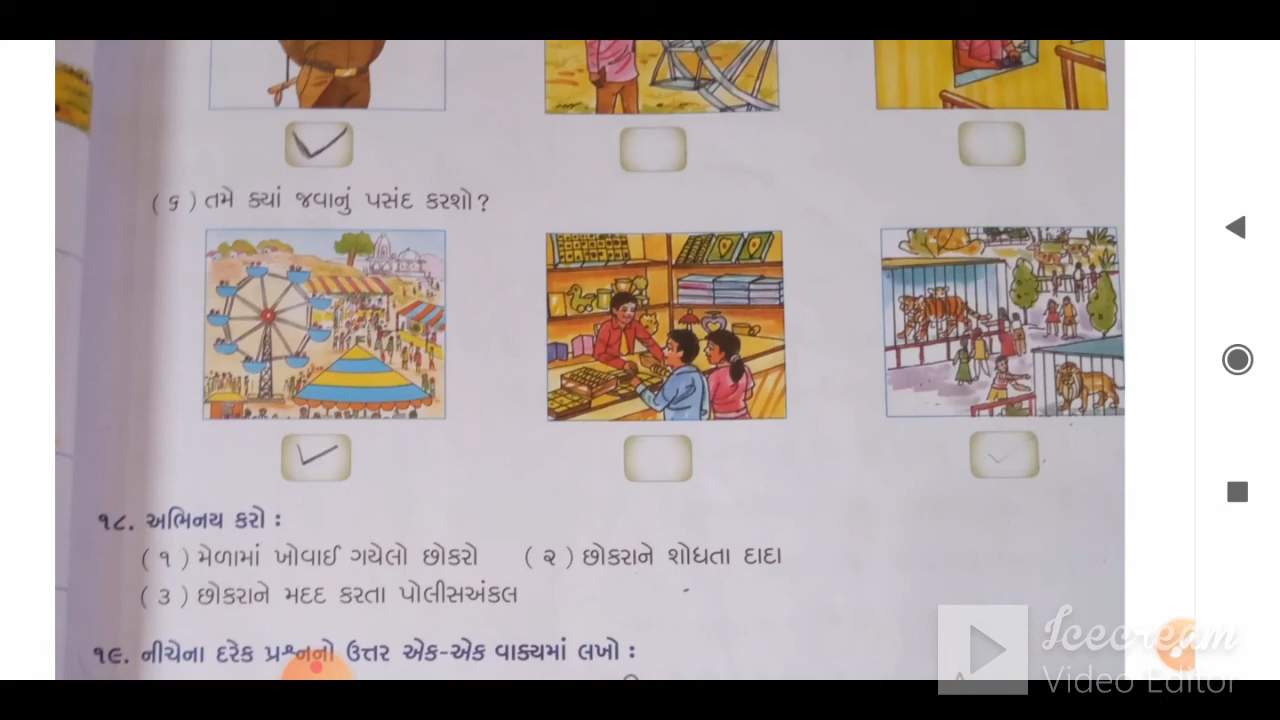 ( ૬ ) તમે ક્યાં જવાનું પસંદ કરશો ?
૧૮. અભિનય કરો :
( ૧ ) મેળામાં ખોવાઈ ગયેલો છોકરો ( ૨ ) છોકરાને શોધતા દાદા
( ૩ ) છોકરાને મદદ કરતા પોલીસઅંકલ
૧૯. નીચેના દરેક પ્રશ્નનો ઉત્તર એક-એક વાક્યમાં લખો :
Icecream
Video Editor